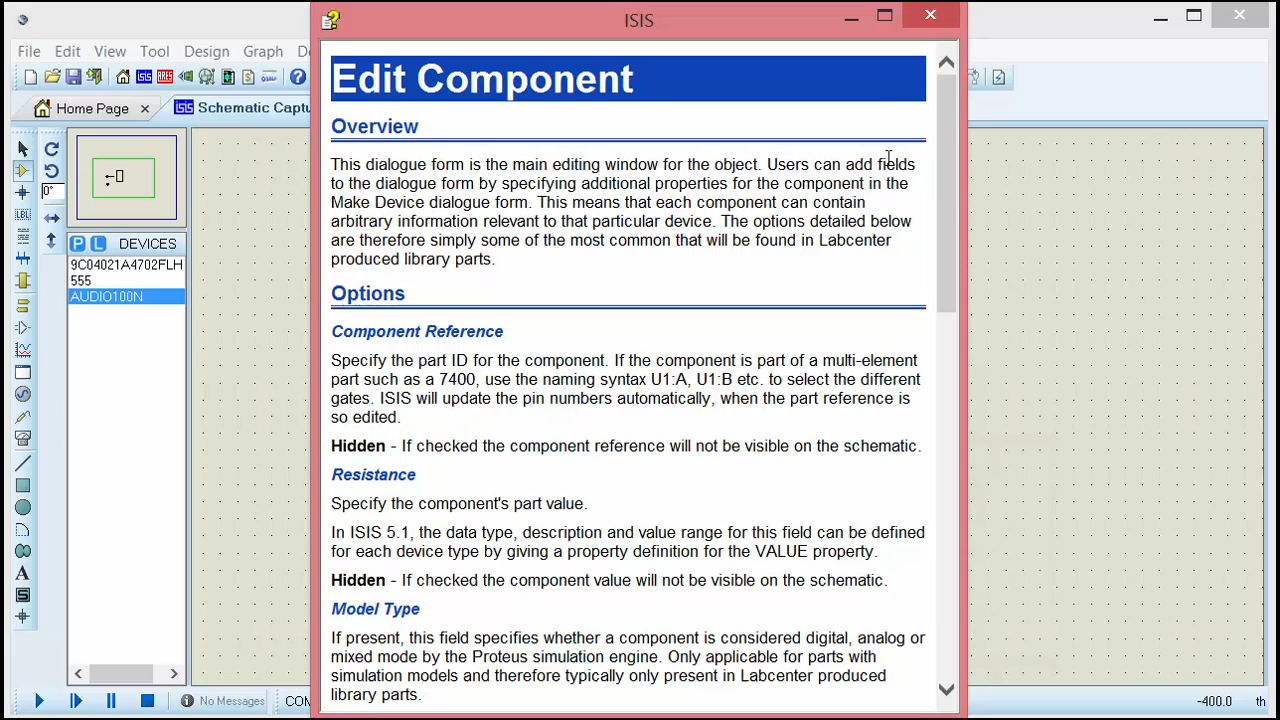 ISIS
File Edit View Tool Design Graph
Home Page
Schematic Captu
0°
P L DEVICES
9C04021A4702FLH
555
AUDIO100N
Edit Component
Overview
This dialogue form is the main editing window for the object. Users can add fields
to the dialogue form by specifying additional properties for the component in the
Make Device dialogue form. This means that each component can contain
arbitrary information relevant to that particular device. The options detailed below
are therefore simply some of the most common that will be found in Labcenter
produced library parts.
Options
Component Reference
Specify the part ID for the component. If the component is part of a multi-element
part such as a 7400, use the naming syntax U1:A, U1:B etc. to select the different
gates. ISIS will update the pin numbers automatically, when the part reference is
so edited.
Hidden - If checked the component reference will not be visible on the schematic.
Resistance
Specify the component's part value.
In ISIS 5.1, the data type, description and value range for this field can be defined
for each device type by giving a property definition for the VALUE property.
Hidden - If checked the component value will not be visible on the schematic.
Model Type
If present, this field specifies whether a component is considered digital, analog or
mixed mode by the Proteus simulation engine. Only applicable for parts with
simulation models and therefore typically only present in Labcenter produced
library parts.
No Messages
COM
-400.0 th